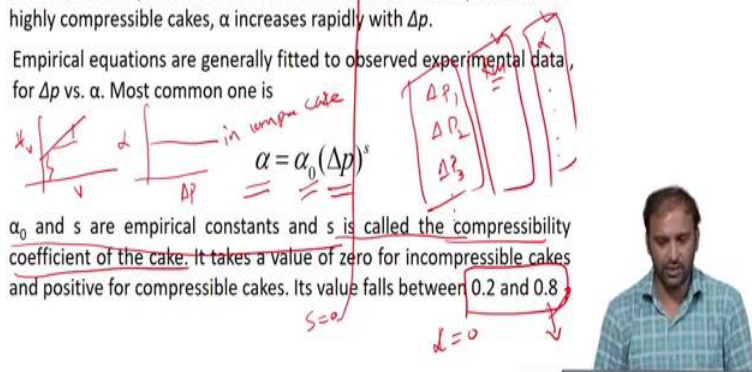 highly compressible cakes, α increases rapidly with Δp.
Empirical equations are generally fitted to observed experimental data,
for Δp vs. α. Most common one is
α
ΔP₁
ΔP₂
ΔP₃
t/v
V
α
ΔP
in compre case
α = α₀(Δp)ˢ
α₀ and s are empirical constants and s is called the compressibility
coefficient of the cake. It takes a value of zero for incompressible cakes
and positive for compressible cakes. Its value falls between 0.2 and 0.8
s=0
α=0